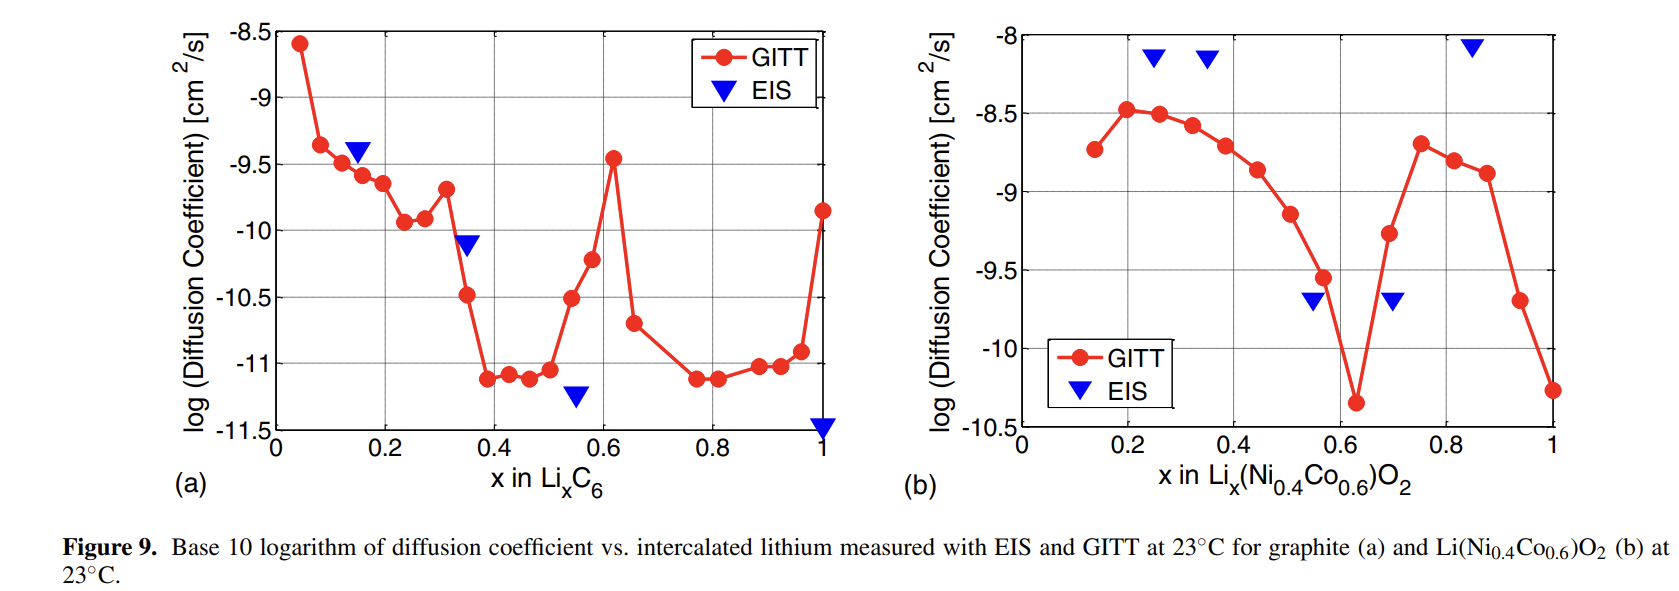 -8.5
-9
-9.5
-10
-10.5
-11
-11.5
log (Diffusion Coefficient) [cm²/s]
GITT
EIS
0 0.2 0.4 0.6 0.8 1
x in LiₓC₆
(a)
-8
-8.5
-9
-9.5
-10
-10.5
log (Diffusion Coefficient) [cm²/s]
GITT
EIS
0 0.2 0.4 0.6 0.8 1
x in Liₓ(Ni₀.₄Co₀.₆)O₂
(b)
Figure 9. Base 10 logarithm of diffusion coefficient vs. intercalated lithium measured with EIS and GITT at 23°C for graphite (a) and Li(Ni₀.₄Co₀.₆)O₂ (b) at
23°C.